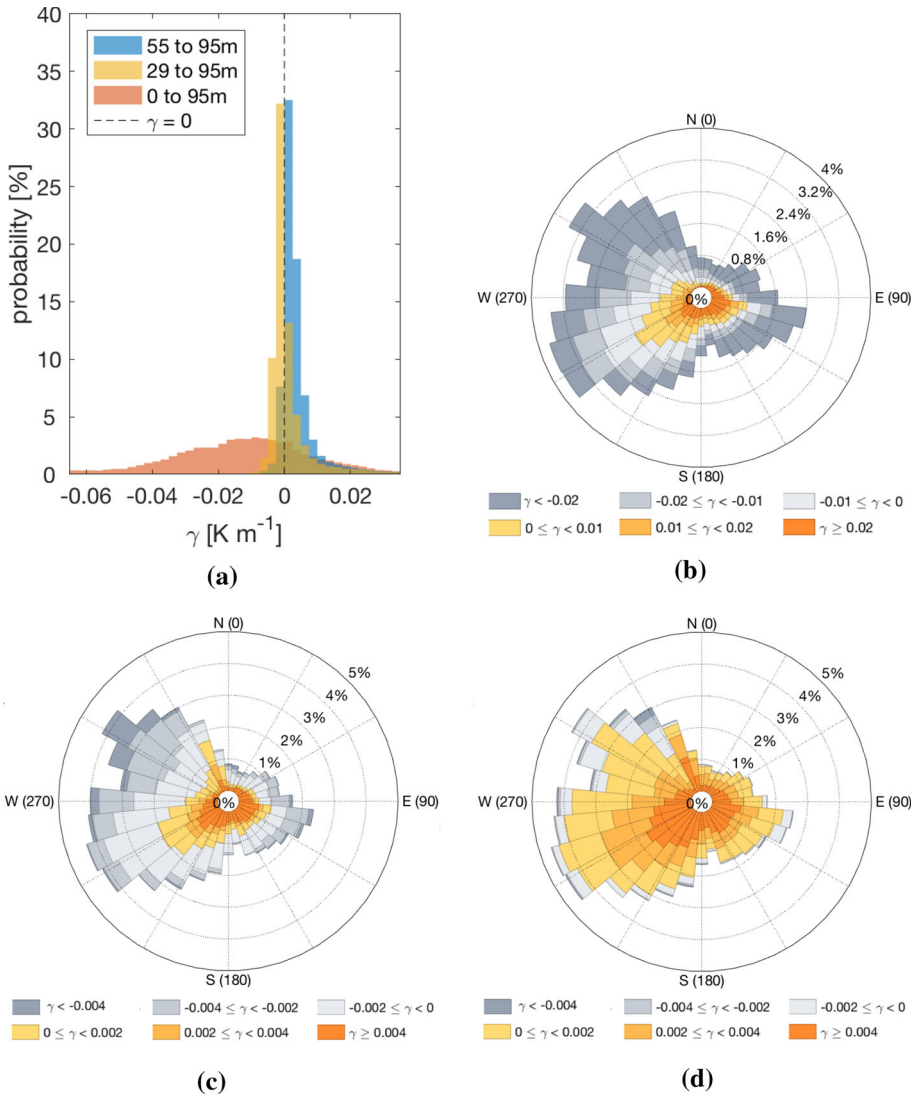 40
35
30
25
20
15
10
5
0
probability [%]
55 to 95m
29 to 95m
0 to 95m
γ = 0
-0.06 -0.04 -0.02 0 0.02
γ [K m⁻¹]
(a)
N (0)
4%
3.2%
2.4%
1.6%
0.8%
W (270) 0% E (90)
S (180)
γ < -0.02 -0.02 ≤ γ < -0.01 -0.01 ≤ γ < 0
0 ≤ γ < 0.01 0.01 ≤ γ < 0.02 γ ≥ 0.02
(b)
N (0)
5%
4%
3%
2%
1%
W (270) 0% E (90)
S (180)
γ < -0.004 -0.004 ≤ γ < -0.002 -0.002 ≤ γ < 0
0 ≤ γ < 0.002 0.002 ≤ γ < 0.004 γ ≥ 0.004
(c)
N (0)
5%
4%
3%
2%
1%
W (270) 0% E (90)
S (180)
γ < -0.004 -0.004 ≤ γ < -0.002 -0.002 ≤ γ < 0
0 ≤ γ < 0.002 0.002 ≤ γ < 0.004 γ ≥ 0.004
(d)